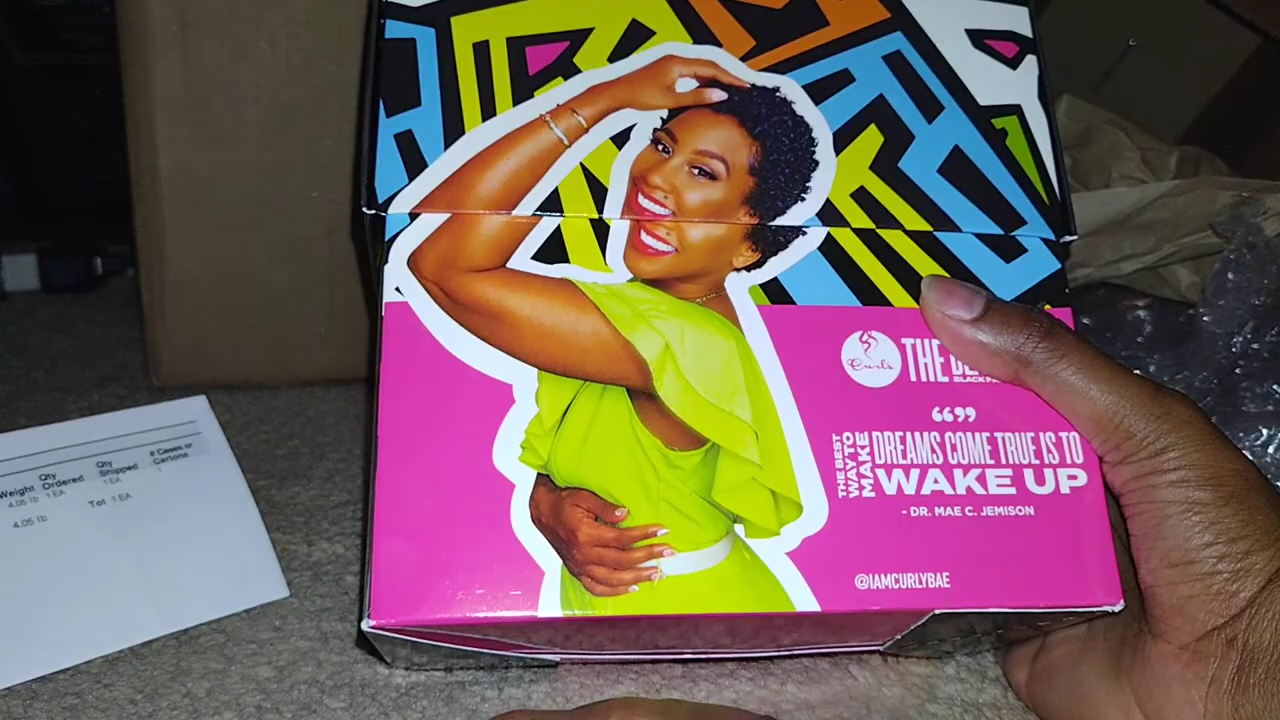 Curls
THE
BLACK
“”
THE BEST
WAY TO
MAKE
DREAMS COME TRUE IS TO
WAKE UP
- DR. MAE C. JEMISON
@IAMCURLYBAE
Weight Qty Ordered Qty Shipped # Cases or Cartons
4.05 lb 1 EA 1 EA
4.05 lb Tot 1 EA